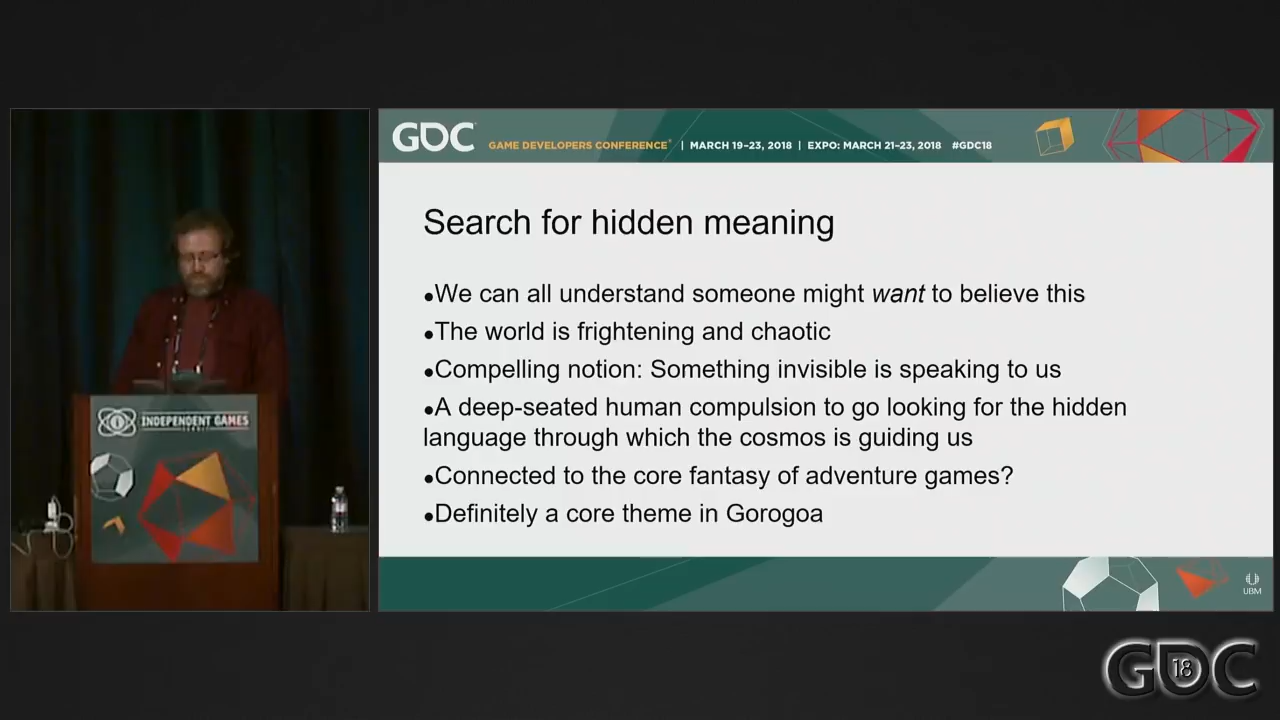 GDC GAME DEVELOPERS CONFERENCE® | MARCH 19–23, 2018 | EXPO: MARCH 21–23, 2018 #GDC18
Search for hidden meaning
●We can all understand someone might want to believe this
●The world is frightening and chaotic
●Compelling notion: Something invisible is speaking to us
●A deep-seated human compulsion to go looking for the hidden
language through which the cosmos is guiding us
●Connected to the core fantasy of adventure games?
●Definitely a core theme in Gorogoa
INDEPENDENT GAMES
SUMMIT
UBM
GDC 18